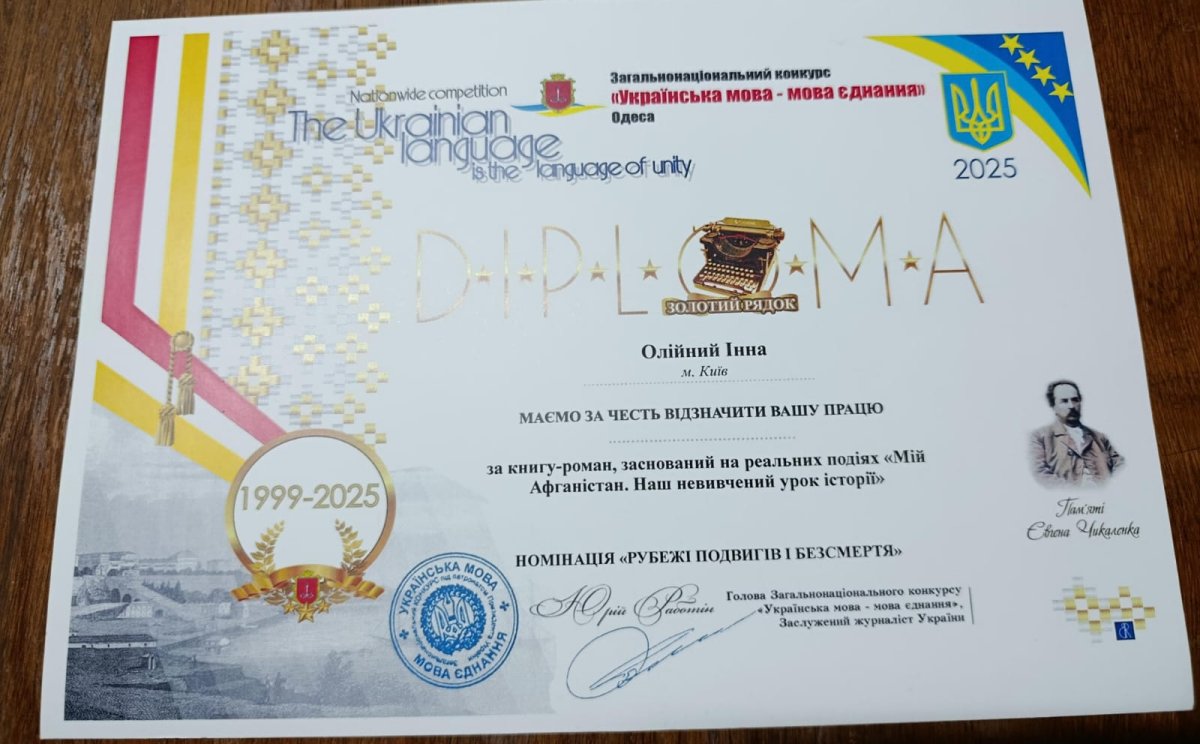 Nationwide competition
The Ukrainian
language
is the language of unity
Загальнонаціональний конкурс
«Українська мова - мова єднання»
Одеса
2025
D·I·P·L·O·M·A
ЗОЛОТИЙ РЯДОК
Олійний Інна
м. Київ
МАЄМО ЗА ЧЕСТЬ ВІДЗНАЧИТИ ВАШУ ПРАЦЮ
за книгу-роман, заснований на реальних подіях «Мій
Афганістан. Наш невивчений урок історії»
1999-2025
Пам'яті
Євгена Чикаленка
НОМІНАЦІЯ «РУБЕЖІ ПОДВИГІВ І БЕЗСМЕРТЯ»
Юрій Работін
Голова Загальнонаціонального конкурсу
«Українська мова - мова єднання»,
Заслужений журналіст України
УКРАЇНСЬКА МОВА
МОВА ЄДНАННЯ